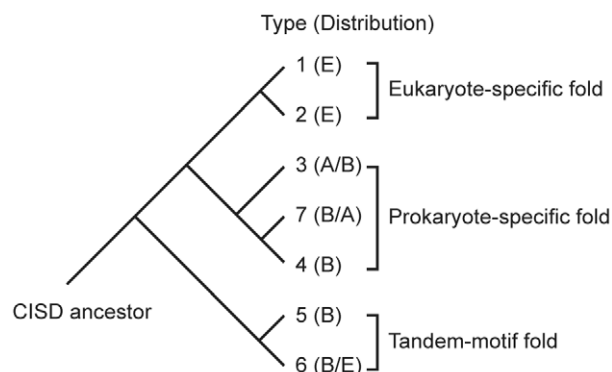 Type (Distribution)
1 (E)
2 (E)
Eukaryote-specific fold
3 (A/B)
7 (B/A)
4 (B)
Prokaryote-specific fold
CISD ancestor
5 (B)
6 (B/E)
Tandem-motif fold